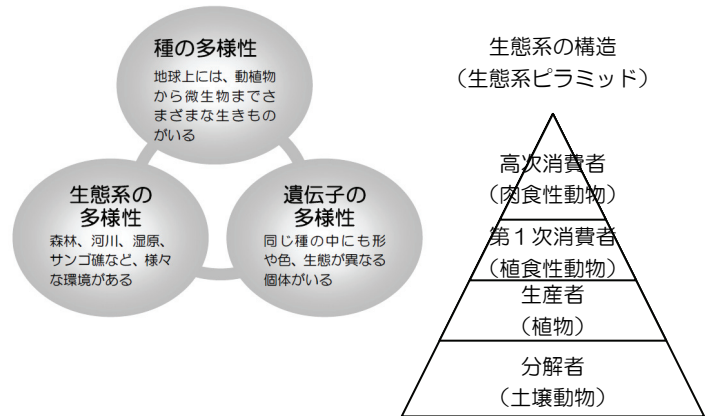 種の多様性
地球上には、動植物
から微生物までさ
まざまな生きもの
がいる
生態系の
多様性
森林、河川、湿原、
サンゴ礁など、様々
な環境がある
遺伝子の
多様性
同じ種の中にも形
や色、生態が異なる
個体がいる
生態系の構造
（生態系ピラミッド）
高次消費者
（肉食性動物）
第１次消費者
（植食性動物）
生産者
（植物）
分解者
（土壌動物）